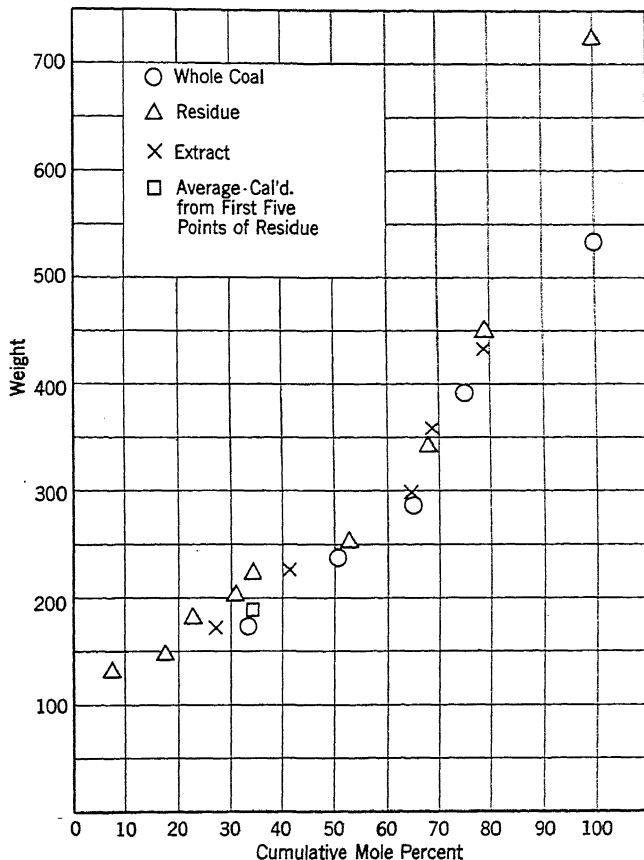 700
600
500
400
300
200
100
0
Weight
Whole Coal
Residue
Extract
Average-Cal'd.
from First Five
Points of Residue
0 10 20 30 40 50 60 70 80 90 100
Cumulative Mole Percent